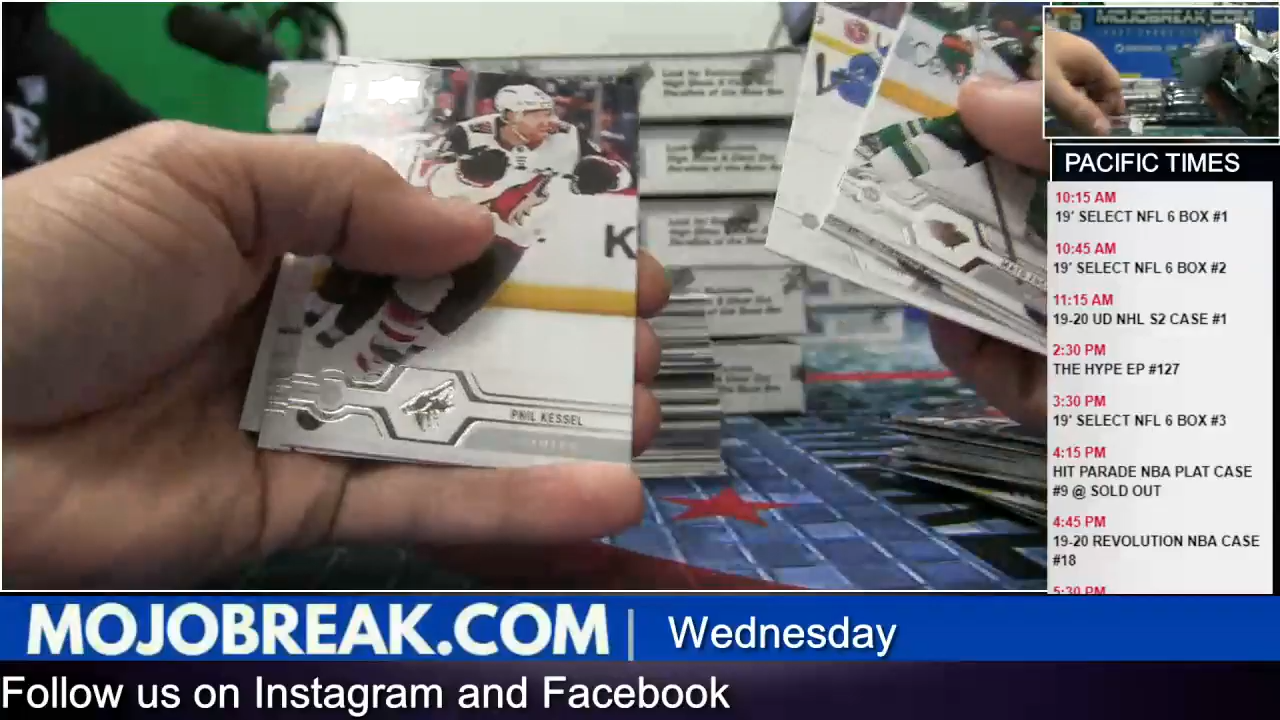 MOJOBREAK.COM
PACIFIC TIMES
10:15 AM
19' SELECT NFL 6 BOX #1
10:45 AM
19' SELECT NFL 6 BOX #2
11:15 AM
19-20 UD NHL S2 CASE #1
2:30 PM
THE HYPE EP #127
3:30 PM
19' SELECT NFL 6 BOX #3
4:15 PM
HIT PARADE NBA PLAT CASE
#9 @ SOLD OUT
4:45 PM
19-20 REVOLUTION NBA CASE
#18
5:30 PM
K
PHIL KESSEL
MOJOBREAK.COM | Wednesday
Follow us on Instagram and Facebook